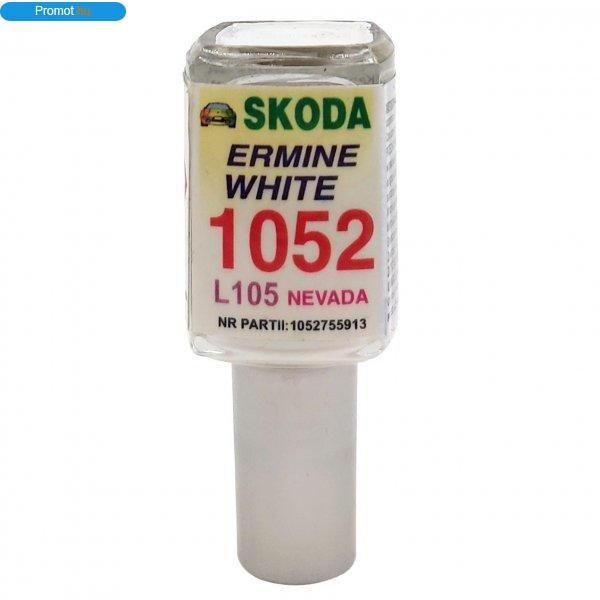 Promot.hu
SKODA
ERMINE
WHITE
1052
L105 NEVADA
NR PARTII:1052755913